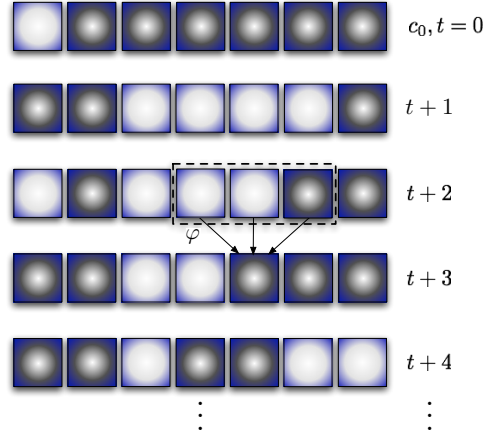 c₀, t = 0
t + 1
t + 2
φ
t + 3
t + 4
⋮ ⋮